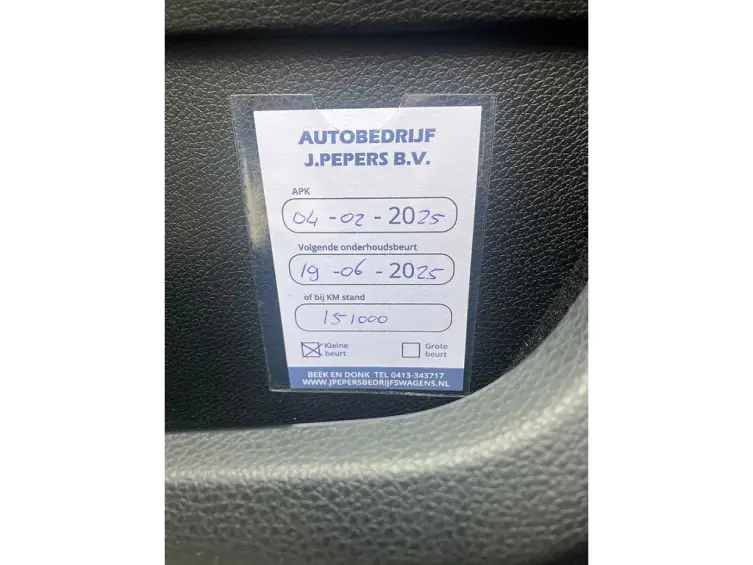 AUTOBEDRIJF
J.PEPERS B.V.
APK
04 - 02 - 2025
Volgende onderhoudsbeurt
19 - 06 - 2025
of bij KM stand
151000
Kleine Grote
beurt beurt
BEEK EN DONK TEL 0413-343717
WWW.JPEPERSBEDRIJFSWAGENS.NL